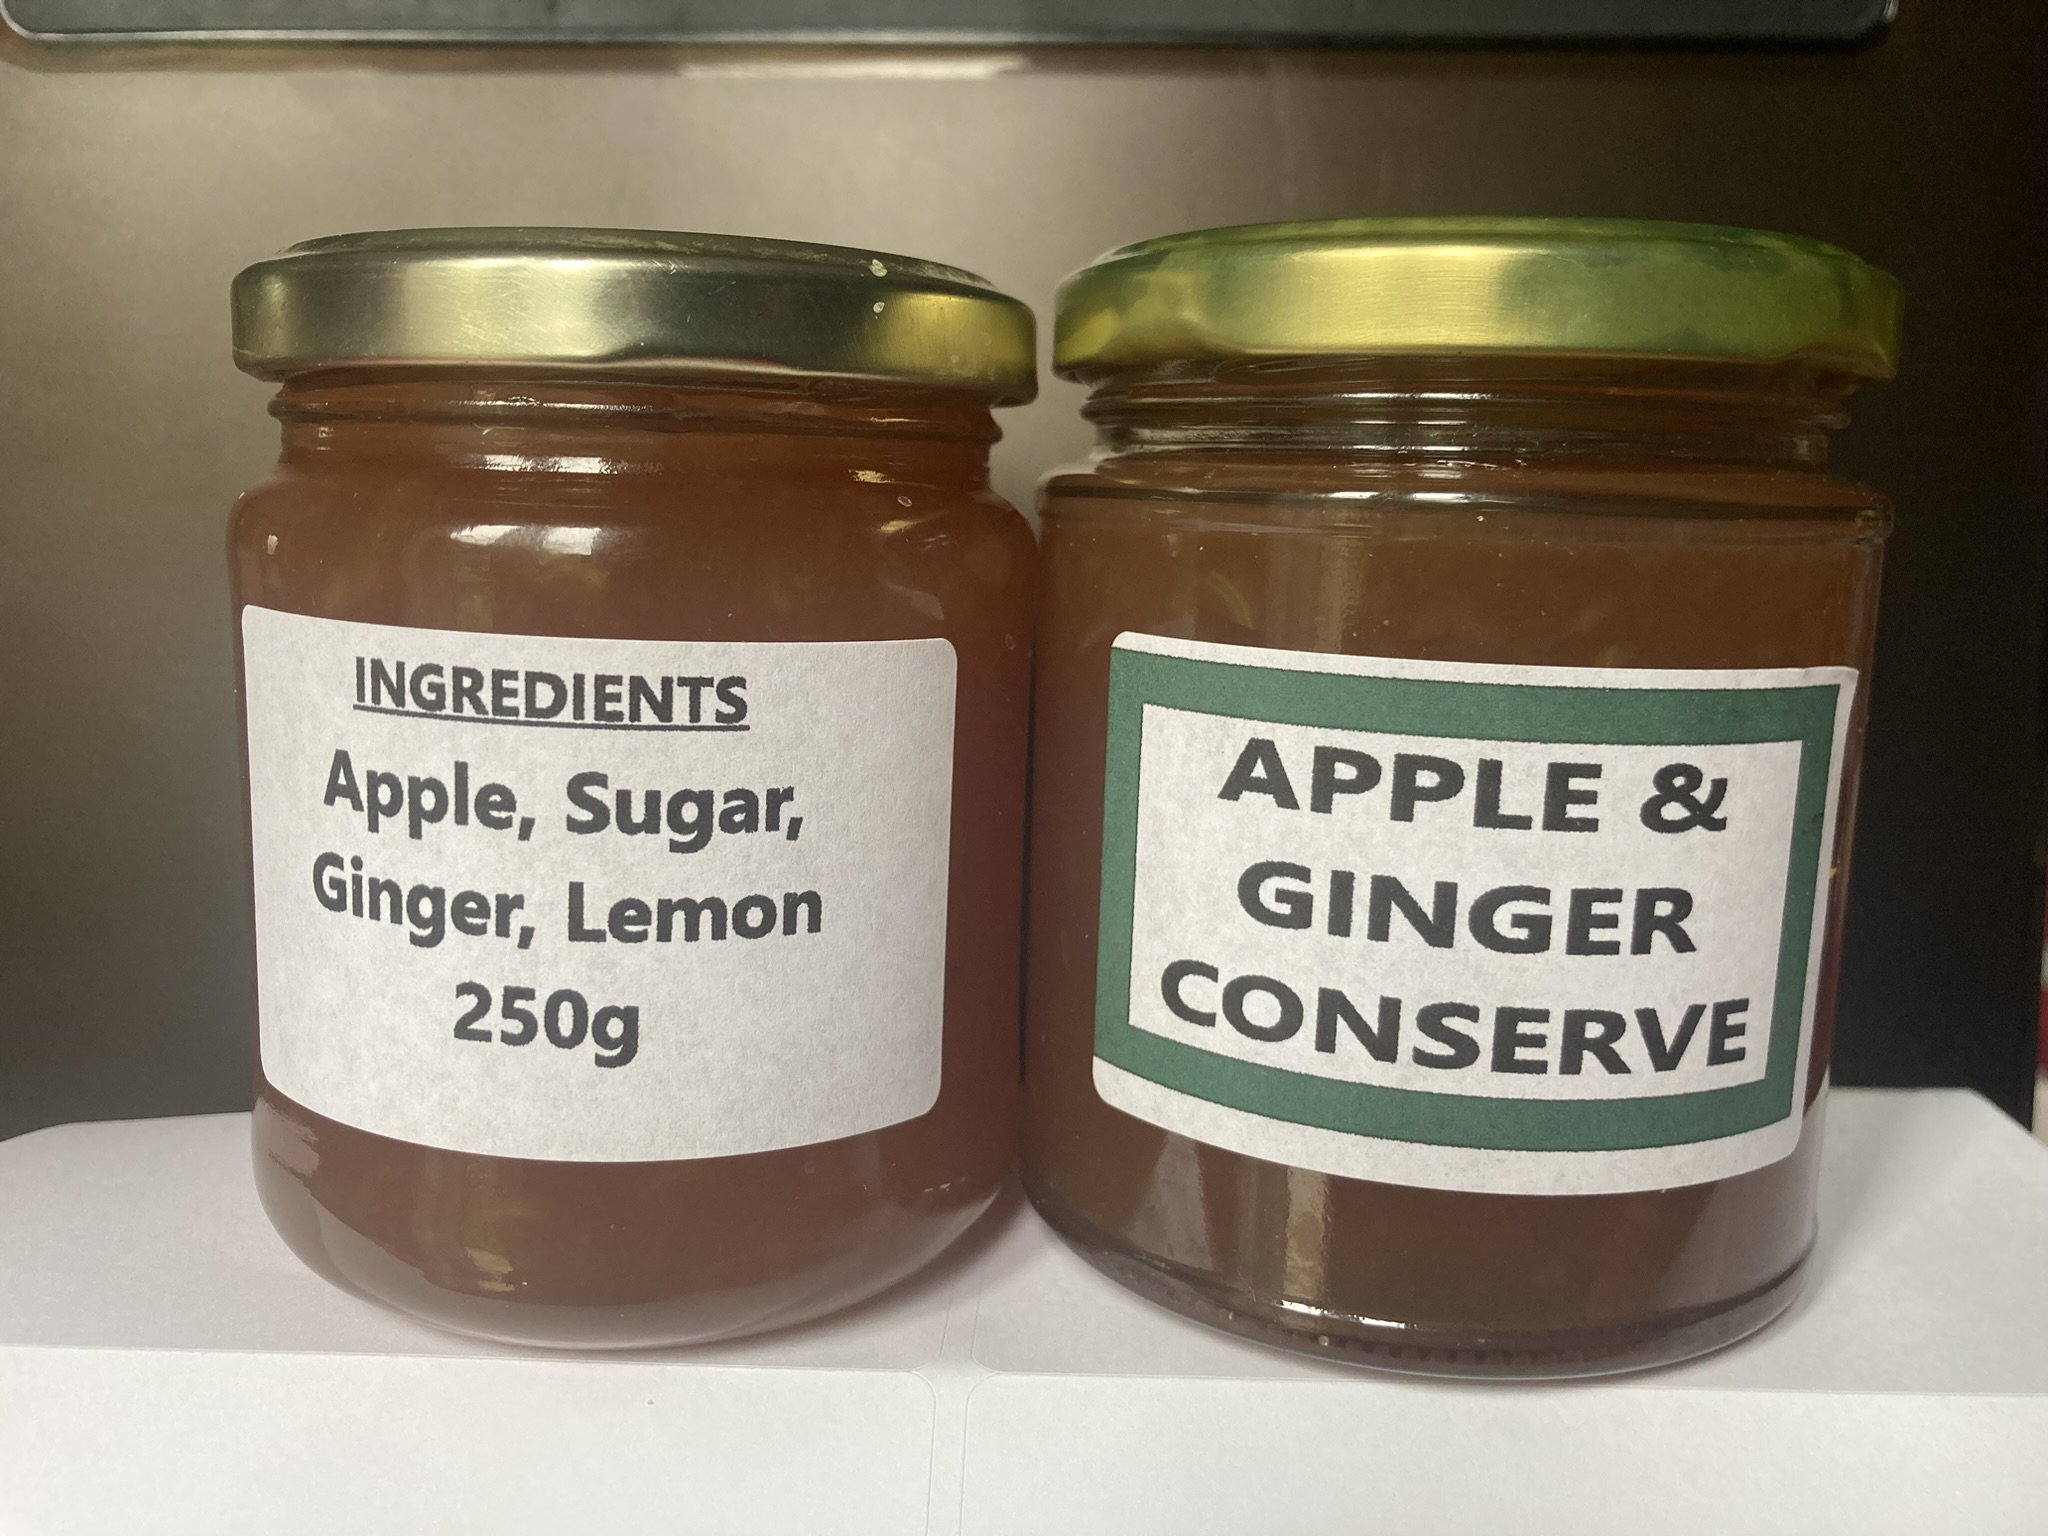 INGREDIENTS
Apple, Sugar,
Ginger, Lemon
250g
APPLE &
GINGER
CONSERVE